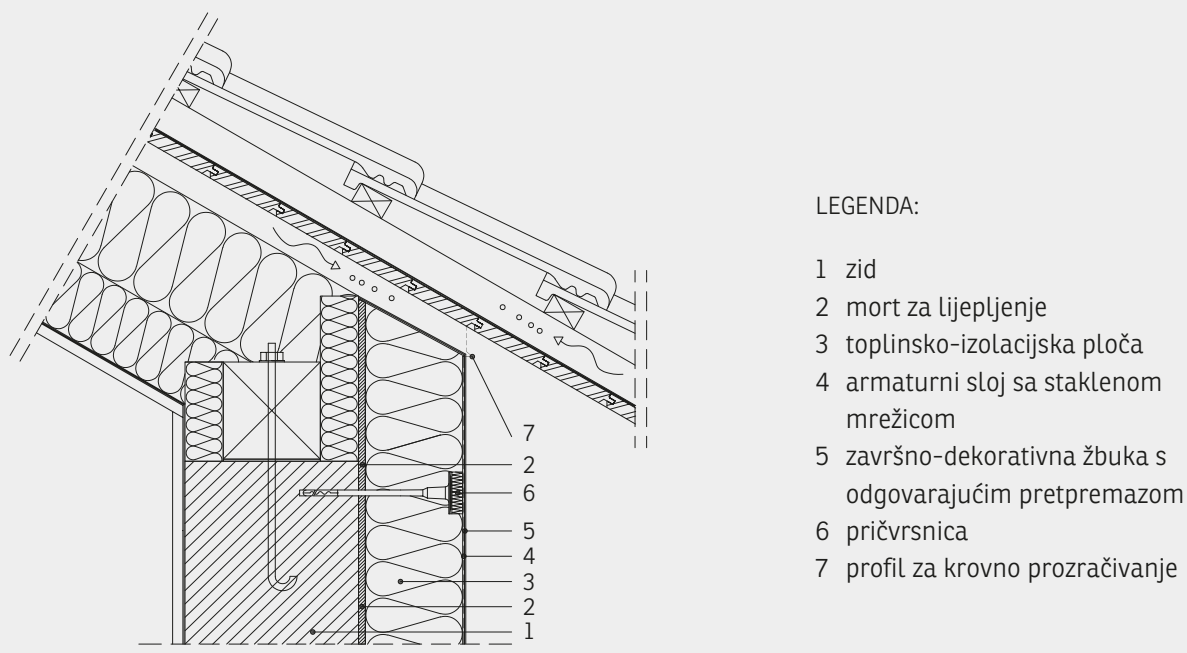 7
2
6
5
4
3
2
1
LEGENDA:
1 zid
2 mort za lijepljenje
3 toplinsko-izolacijska ploča
4 armaturni sloj sa staklenom
mrežicom
5 završno-dekorativna žbuka s
odgovarajućim pretpremazom
6 pričvrsnica
7 profil za krovno prozračivanje